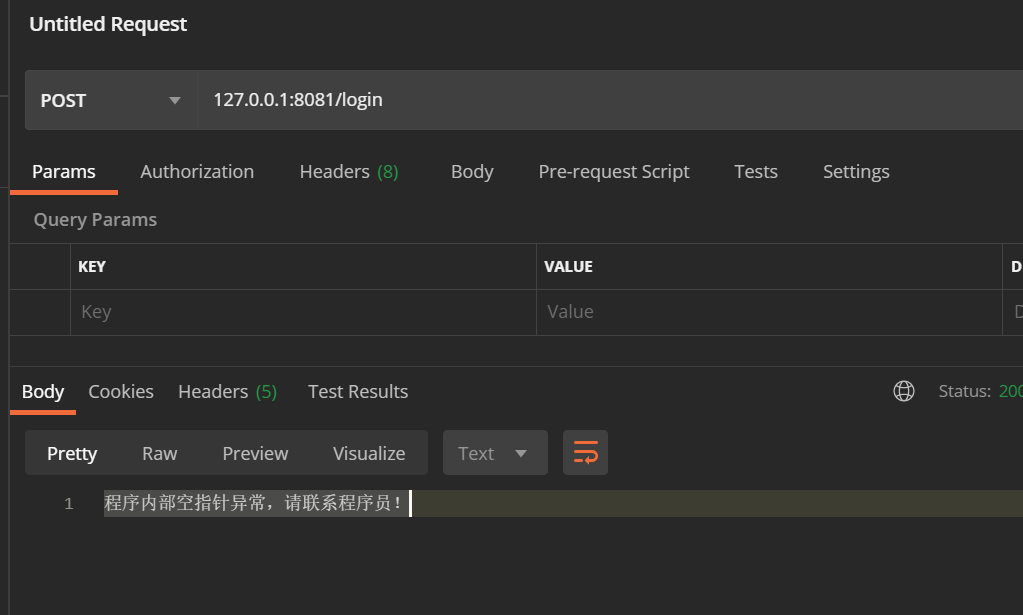 Untitled Request
POST 127.0.0.1:8081/login
Params Authorization Headers (8) Body Pre-request Script Tests Settings
Query Params
KEY VALUE D
Key Value D
Body Cookies Headers (5) Test Results Status: 200
Pretty Raw Preview Visualize Text
1 程序内部空指针异常，请联系程序员！